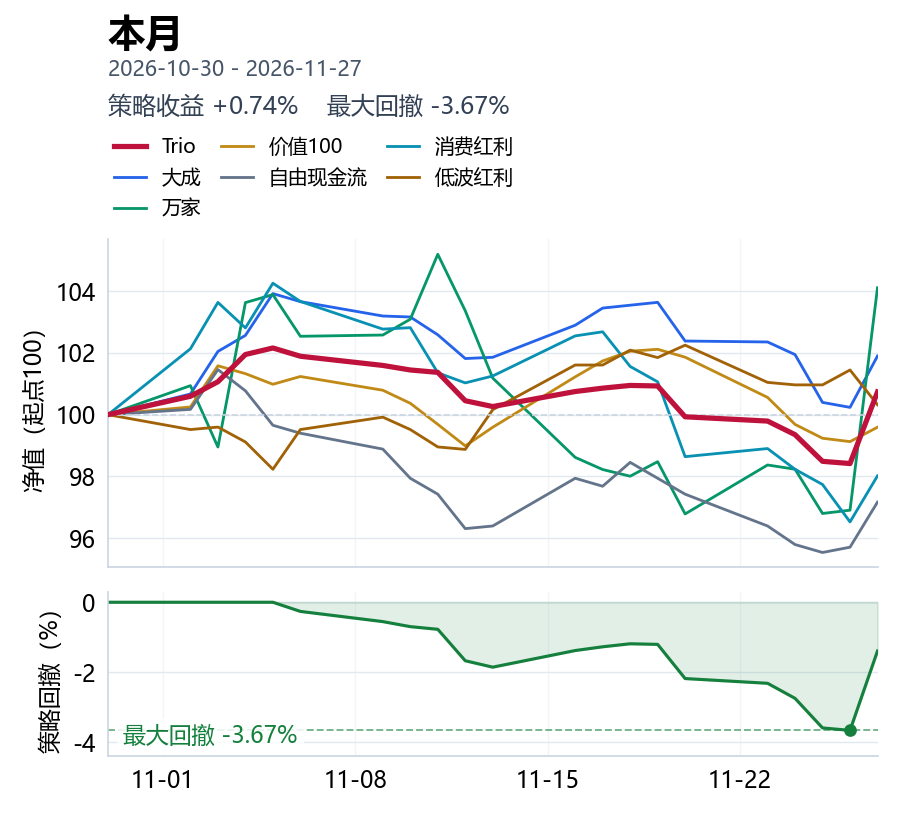 本月
2026-10-30 - 2026-11-27
策略收益 +0.74% 最大回撤 -3.67%
Trio 价值100 消费红利
大成 自由现金流 低波红利
万家
净值（起点100）
104
102
100
98
96
策略回撤（%）
0
-2
-4
最大回撤 -3.67%
11-01 11-08 11-15 11-22